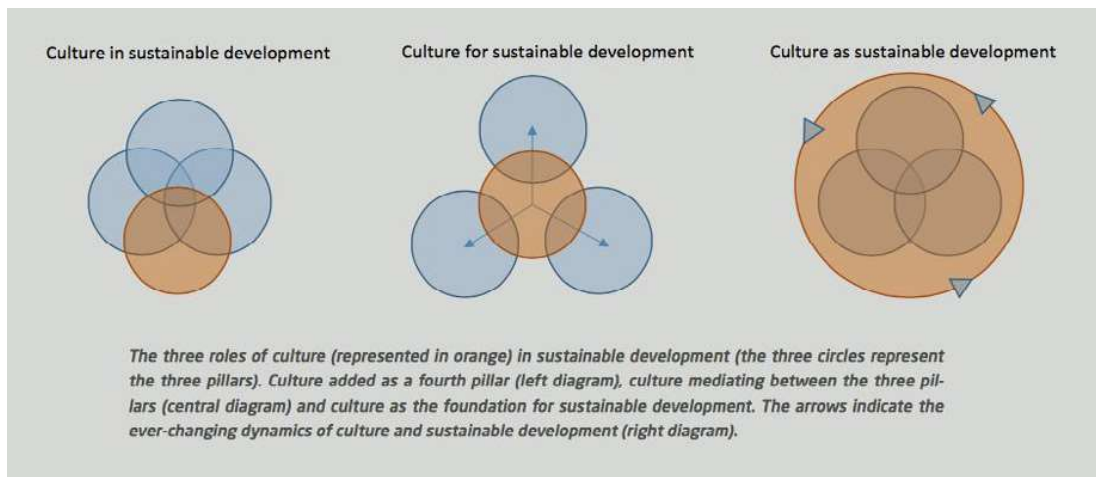 Culture in sustainable development
Culture for sustainable development
Culture as sustainable development
The three roles of culture (represented in orange) in sustainable development (the three circles represent
the three pillars). Culture added as a fourth pillar (left diagram), culture mediating between the three pil-
lars (central diagram) and culture as the foundation for sustainable development. The arrows indicate the
ever-changing dynamics of culture and sustainable development (right diagram).